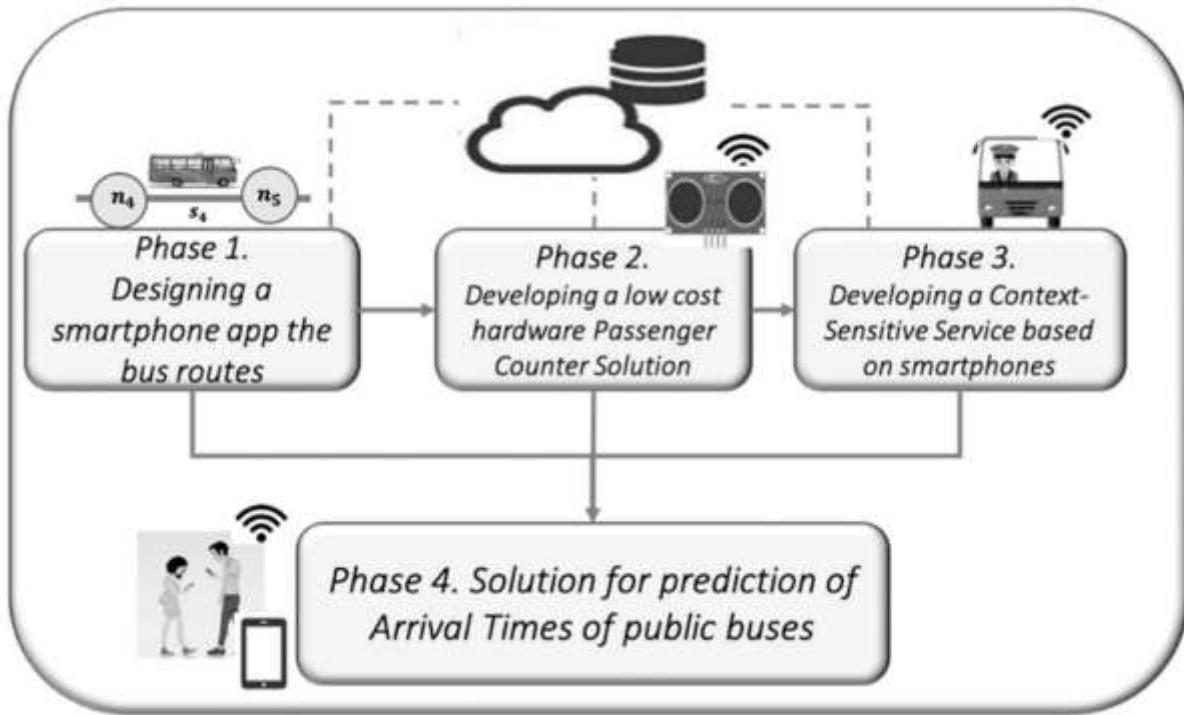 n4
n5
s4
Phase 1.
Designing a
smartphone app the
bus routes
Phase 2.
Developing a low cost
hardware Passenger
Counter Solution
Phase 3.
Developing a Context-
Sensitive Service based
on smartphones
Phase 4. Solution for prediction of
Arrival Times of public buses